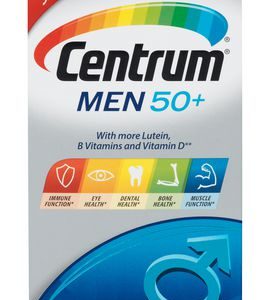 Centrum®
MEN 50+
With more Lutein,
B Vitamins and Vitamin D**
IMMUNE FUNCTION*
EYE HEALTH*
DENTAL HEALTH*
BONE HEALTH*
MUSCLE FUNCTION*